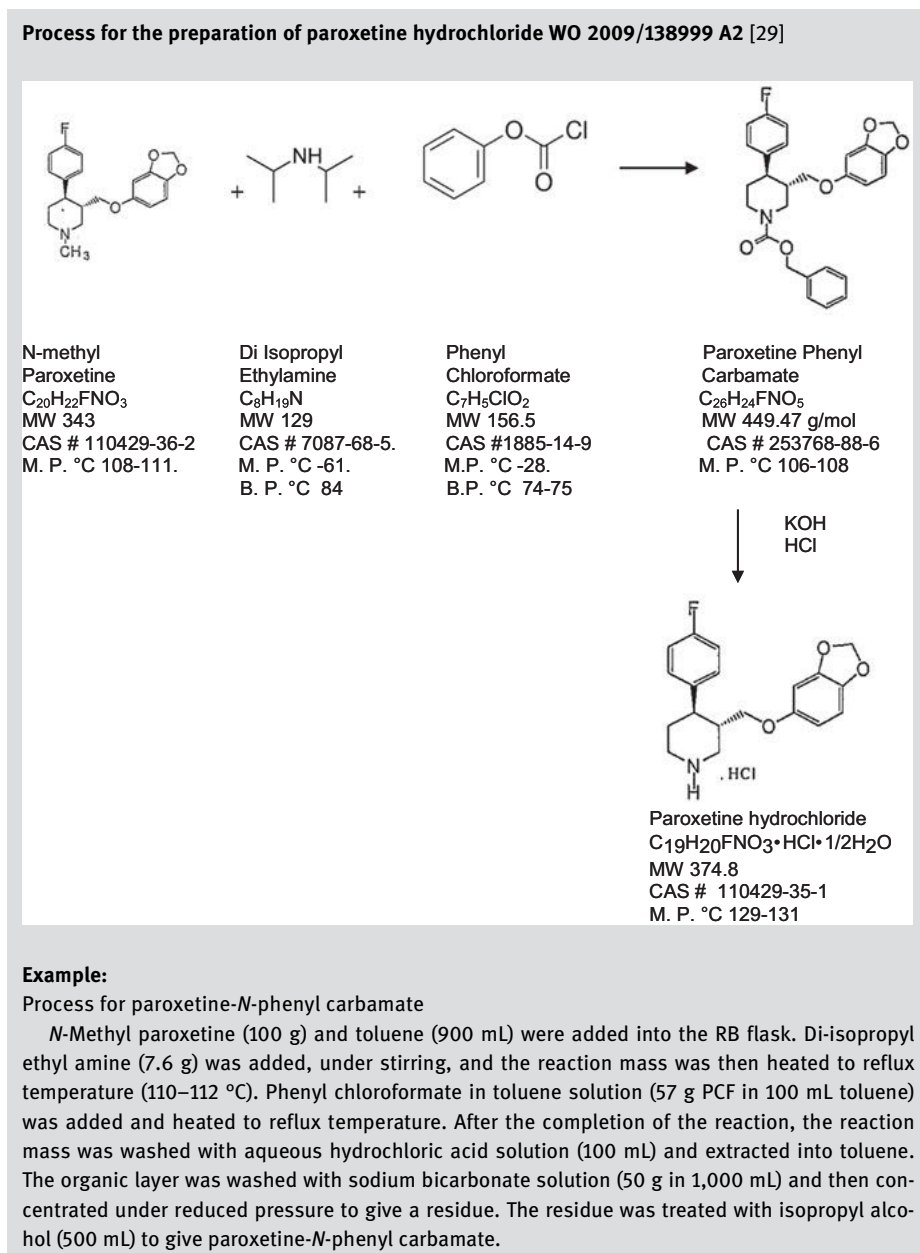 Process for the preparation of paroxetine hydrochloride WO 2009/138999 A2 [29]
F
O
O
O
N
CH3
+
NH
+
O
Cl
O
F
O
O
O
N
O
O
N-methyl
Paroxetine
C20H22FNO3
MW 343
CAS # 110429-36-2
M. P. °C 108-111.
Di Isopropyl
Ethylamine
C8H19N
MW 129
CAS # 7087-68-5.
M. P. °C -61.
B. P. °C 84
Phenyl
Chloroformate
C7H5ClO2
MW 156.5
CAS #1885-14-9
M.P. °C -28.
B.P. °C 74-75
Paroxetine Phenyl
Carbamate
C26H24FNO5
MW 449.47 g/mol
CAS # 253768-88-6
M. P. °C 106-108
KOH
HCl
F
O
O
O
N
H
. HCl
Paroxetine hydrochloride
C19H20FNO3•HCl•1/2H2O
MW 374.8
CAS # 110429-35-1
M. P. °C 129-131
Example:
Process for paroxetine-N-phenyl carbamate
N-Methyl paroxetine (100 g) and toluene (900 mL) were added into the RB flask. Di-isopropyl
ethyl amine (7.6 g) was added, under stirring, and the reaction mass was then heated to reflux
temperature (110–112 °C). Phenyl chloroformate in toluene solution (57 g PCF in 100 mL toluene)
was added and heated to reflux temperature. After the completion of the reaction, the reaction
mass was washed with aqueous hydrochloric acid solution (100 mL) and extracted into toluene.
The organic layer was washed with sodium bicarbonate solution (50 g in 1,000 mL) and then con-
centrated under reduced pressure to give a residue. The residue was treated with isopropyl alco-
hol (500 mL) to give paroxetine-N-phenyl carbamate.